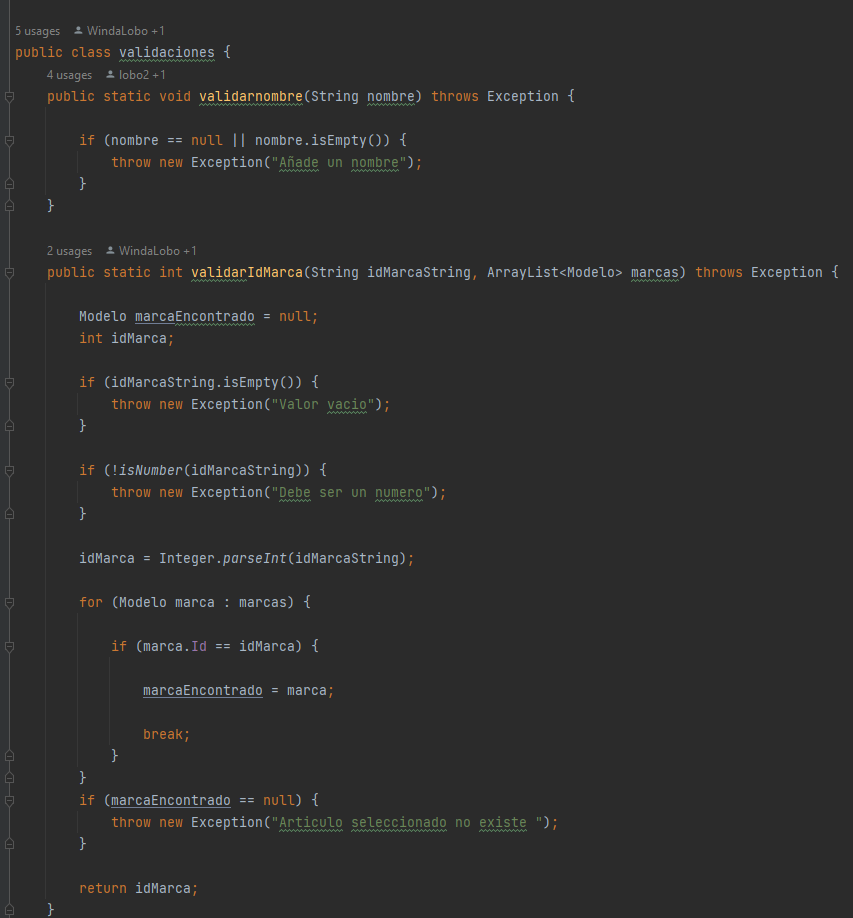 5 usages WindaLobo +1
public class validaciones {
4 usages lobo2 +1
public static void validarnombre(String nombre) throws Exception {
if (nombre == null || nombre.isEmpty()) {
throw new Exception("Añade un nombre");
}
}
2 usages WindaLobo +1
public static int validarIdMarca(String idMarcaString, ArrayList<Modelo> marcas) throws Exception {
Modelo marcaEncontrado = null;
int idMarca;
if (idMarcaString.isEmpty()) {
throw new Exception("Valor vacio");
}
if (!isNumber(idMarcaString)) {
throw new Exception("Debe ser un numero");
}
idMarca = Integer.parseInt(idMarcaString);
for (Modelo marca : marcas) {
if (marca.Id == idMarca) {
marcaEncontrado = marca;
break;
}
}
if (marcaEncontrado == null) {
throw new Exception("Articulo seleccionado no existe ");
}
return idMarca;
}